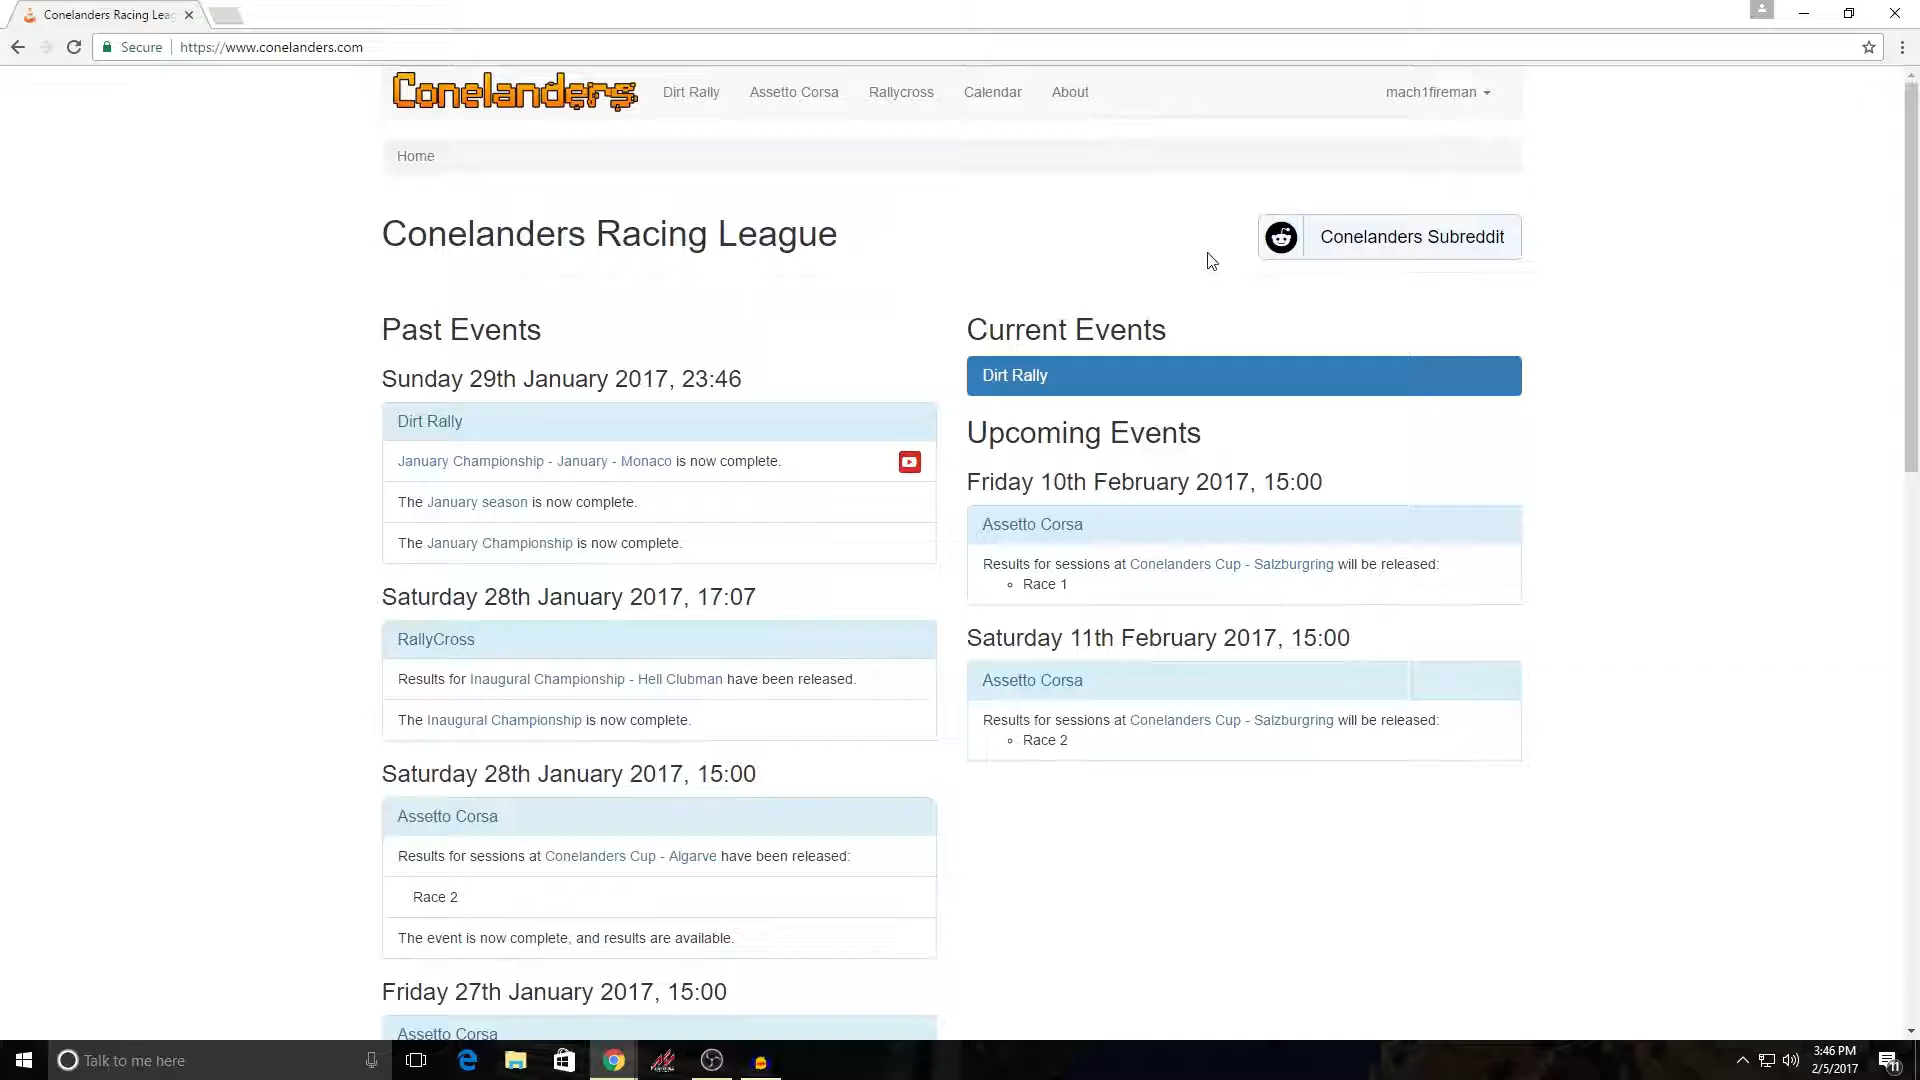 Conelanders Racing Lea
Secure
https://www.conelanders.com
Conelanders
Dirt Rally
Assetto Corsa
Rallycross
Calendar
About
mach1fireman
Home
Conelanders Racing League
Conelanders Subreddit
Past Events
Sunday 29th January 2017, 23:46
Dirt Rally
January Championship - January - Monaco is now complete.
The January season is now complete.
The January Championship is now complete.
Saturday 28th January 2017, 17:07
RallyCross
Results for Inaugural Championship - Hell Clubman have been released.
The Inaugural Championship is now complete.
Saturday 28th January 2017, 15:00
Assetto Corsa
Results for sessions at Conelanders Cup - Algarve have been released:
Race 2
The event is now complete, and results are available.
Friday 27th January 2017, 15:00
Assetto Corsa
Current Events
Dirt Rally
Upcoming Events
Friday 10th February 2017, 15:00
Assetto Corsa
Results for sessions at Conelanders Cup - Salzburgring will be released:
Race 1
Saturday 11th February 2017, 15:00
Assetto Corsa
Results for sessions at Conelanders Cup - Salzburgring will be released:
Race 2
Talk to me here
3:46 PM
2/5/2017
11